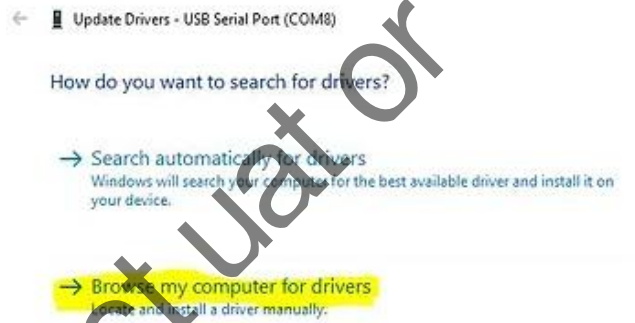 Update Drivers - USB Serial Port (COM8)
How do you want to search for drivers?
→ Search automatically for drivers
Windows will search your computer for the best available driver and install it on
your device.
→ Browse my computer for drivers
Locate and install a driver manually.